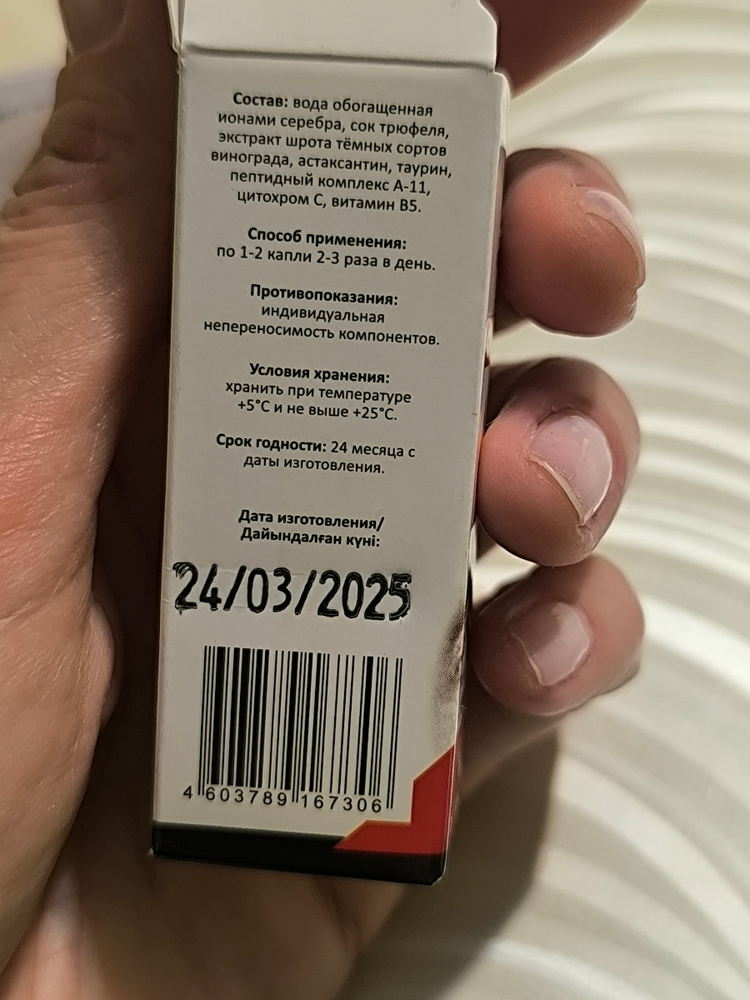 Состав: вода обогащенная
ионами серебра, сок трюфеля,
экстракт шрота тёмных сортов
винограда, астаксантин, таурин,
пептидный комплекс А-11,
цитохром С, витамин В5.
Способ применения:
по 1-2 капли 2-3 раза в день.
Противопоказания:
индивидуальная
непереносимость компонентов.
Условия хранения:
хранить при температуре
+5°С и не выше +25°С.
Срок годности: 24 месяца с
даты изготовления.
Дата изготовления/
Дайындалған күні:
24/03/2025
4 603789 167306